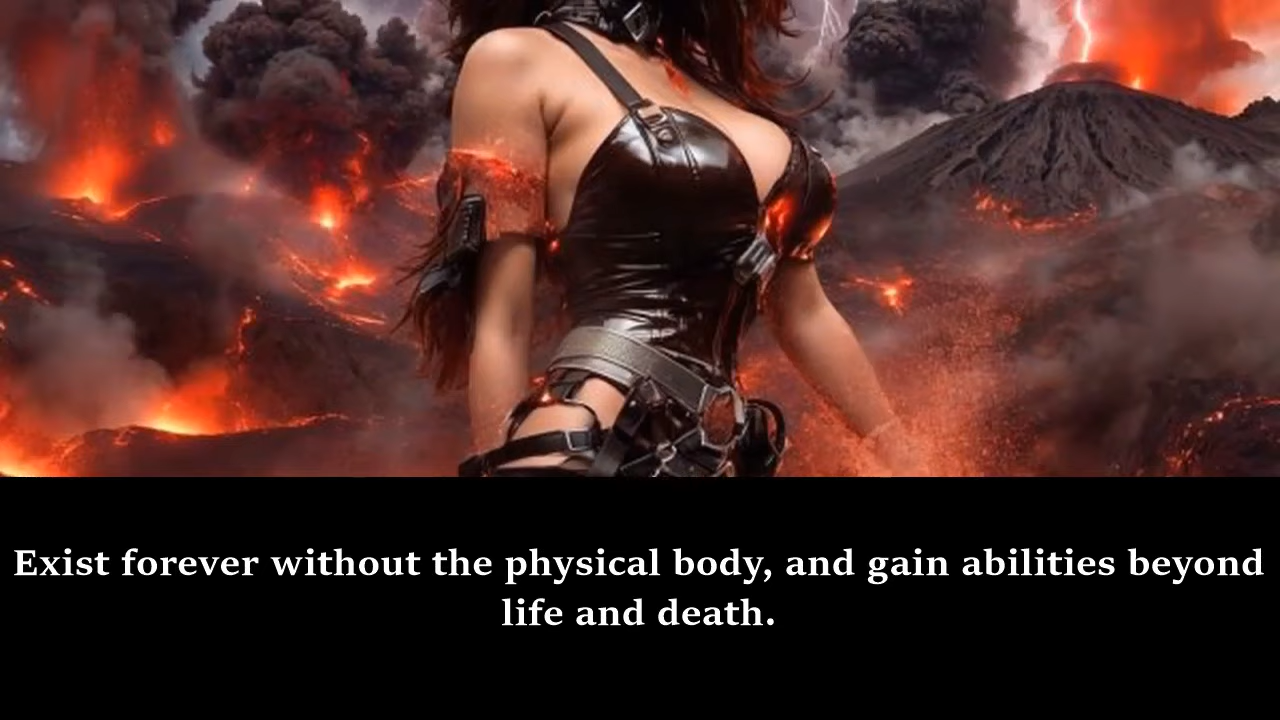 Exist forever without the physical body, and gain abilities beyond
life and death.